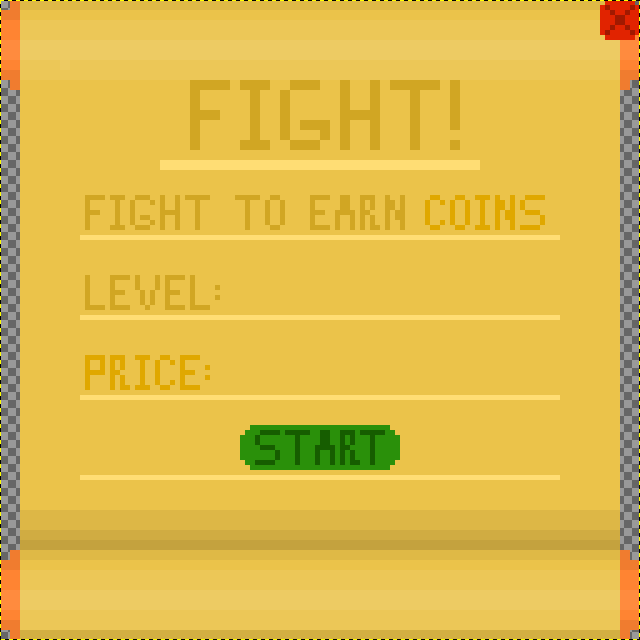 FIGHT!
FIGHT TO EARN COINS
LEVEL:
PRICE:
START